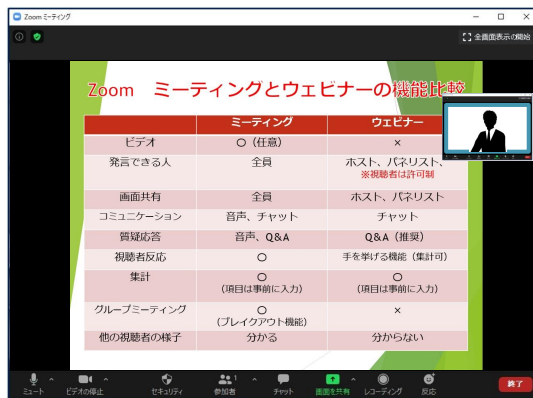 Zoom ミーティング
全画面表示の開始
Zoom　ミーティングとウェビナーの機能比較
ミーティング ウェビナー
ビデオ 〇（任意） ×
発言できる人 全員 ホスト、パネリスト、
※視聴者は許可制
画面共有 全員 ホスト、パネリスト
コミュニケーション 音声、チャット チャット
質疑応答 音声、Q&A Q&A（推奨）
視聴者反応 〇 手を挙げる機能（集計可）
集計 〇 〇
（項目は事前に入力） （項目は事前に入力）
グループミーティング 〇 ×
（ブレイクアウト機能）
他の視聴者の様子 分かる 分からない
ミュート ビデオの停止 セキュリティ 参加者 1 チャット 画面を共有 レコーディング 反応 終了